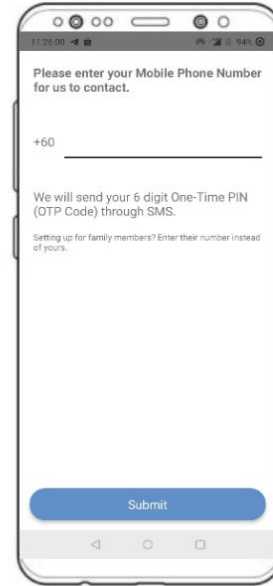 11:26:00
94%
Please enter your Mobile Phone Number
for us to contact.
+60
We will send your 6 digit One-Time PIN
(OTP Code) through SMS.
Setting up for family members? Enter their number instead
of yours.
Submit